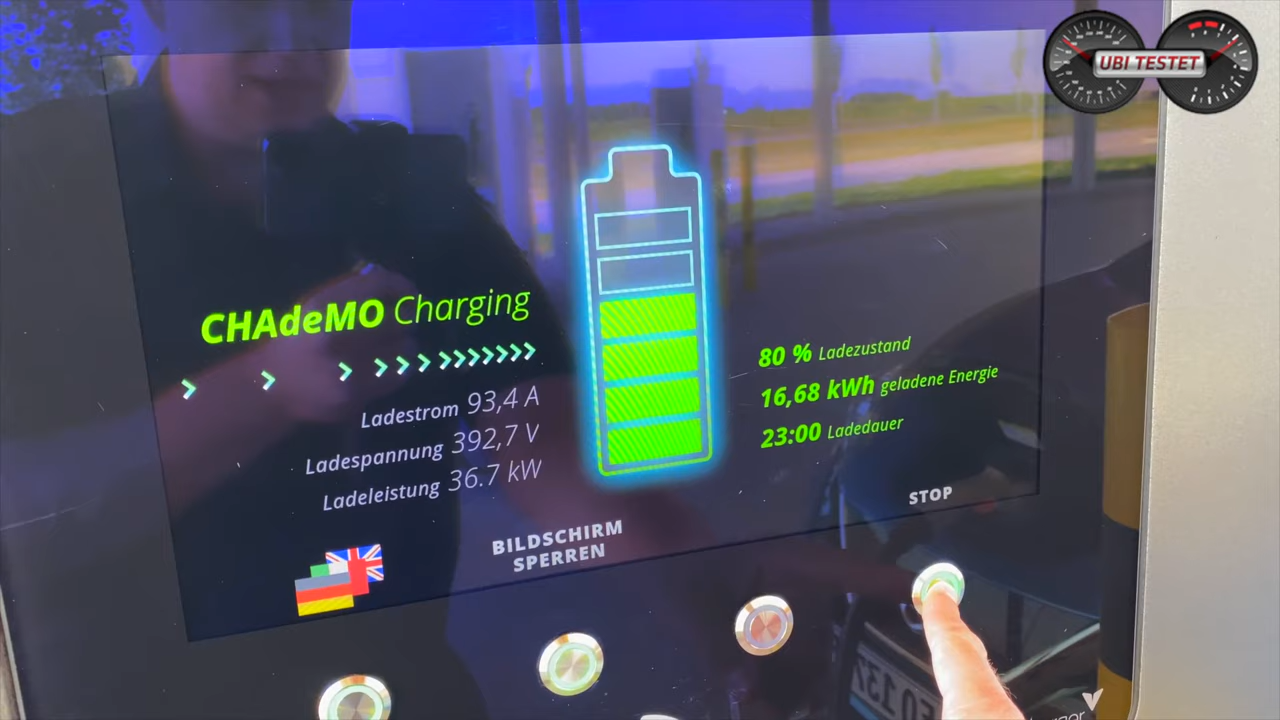 UBI TESTET
CHAdeMO Charging
Ladestrom 93,4 A
Ladespannung 392,7 V
Ladeleistung 36.7 kW
80 % Ladezustand
16,68 kWh geladene Energie
23:00 Ladedauer
BILDSCHIRM
SPERREN
STOP